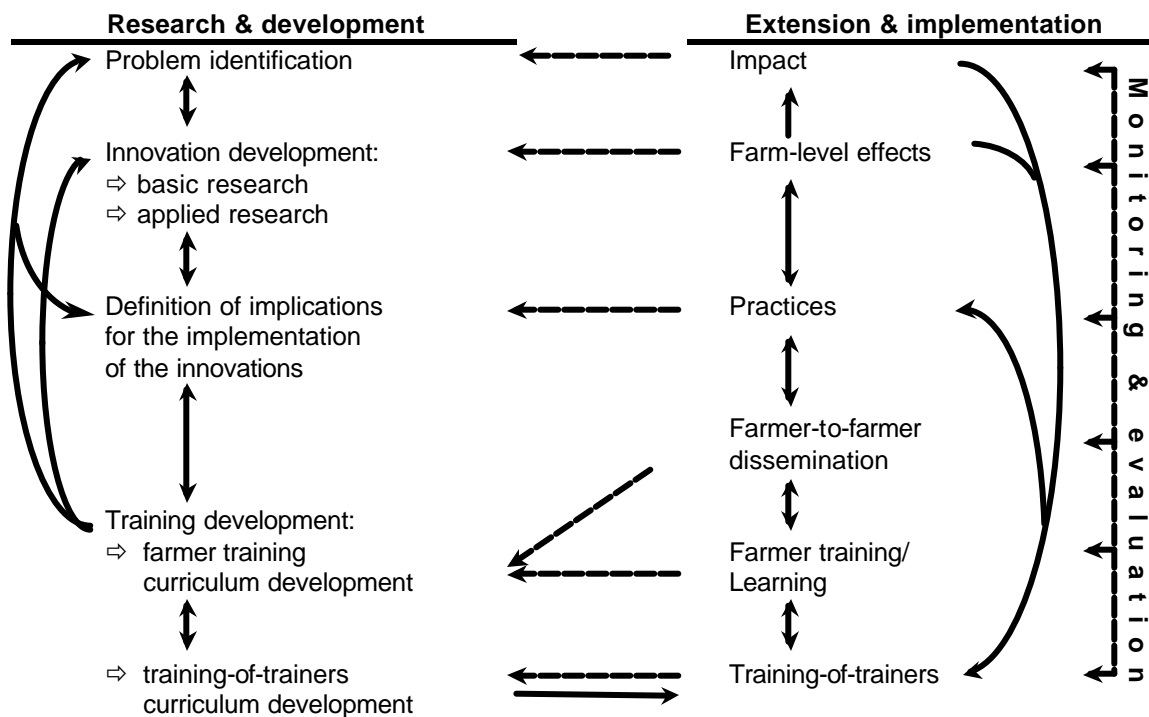 Research & development
Extension & implementation
Problem identification
Innovation development:
⇨ basic research
⇨ applied research
Definition of implications
for the implementation
of the innovations
Training development:
⇨ farmer training
curriculum development
⇨ training-of-trainers
curriculum development
Impact
Farm-level effects
Practices
Farmer-to-farmer
dissemination
Farmer training/
Learning
Training-of-trainers
Monitoring & evaluation